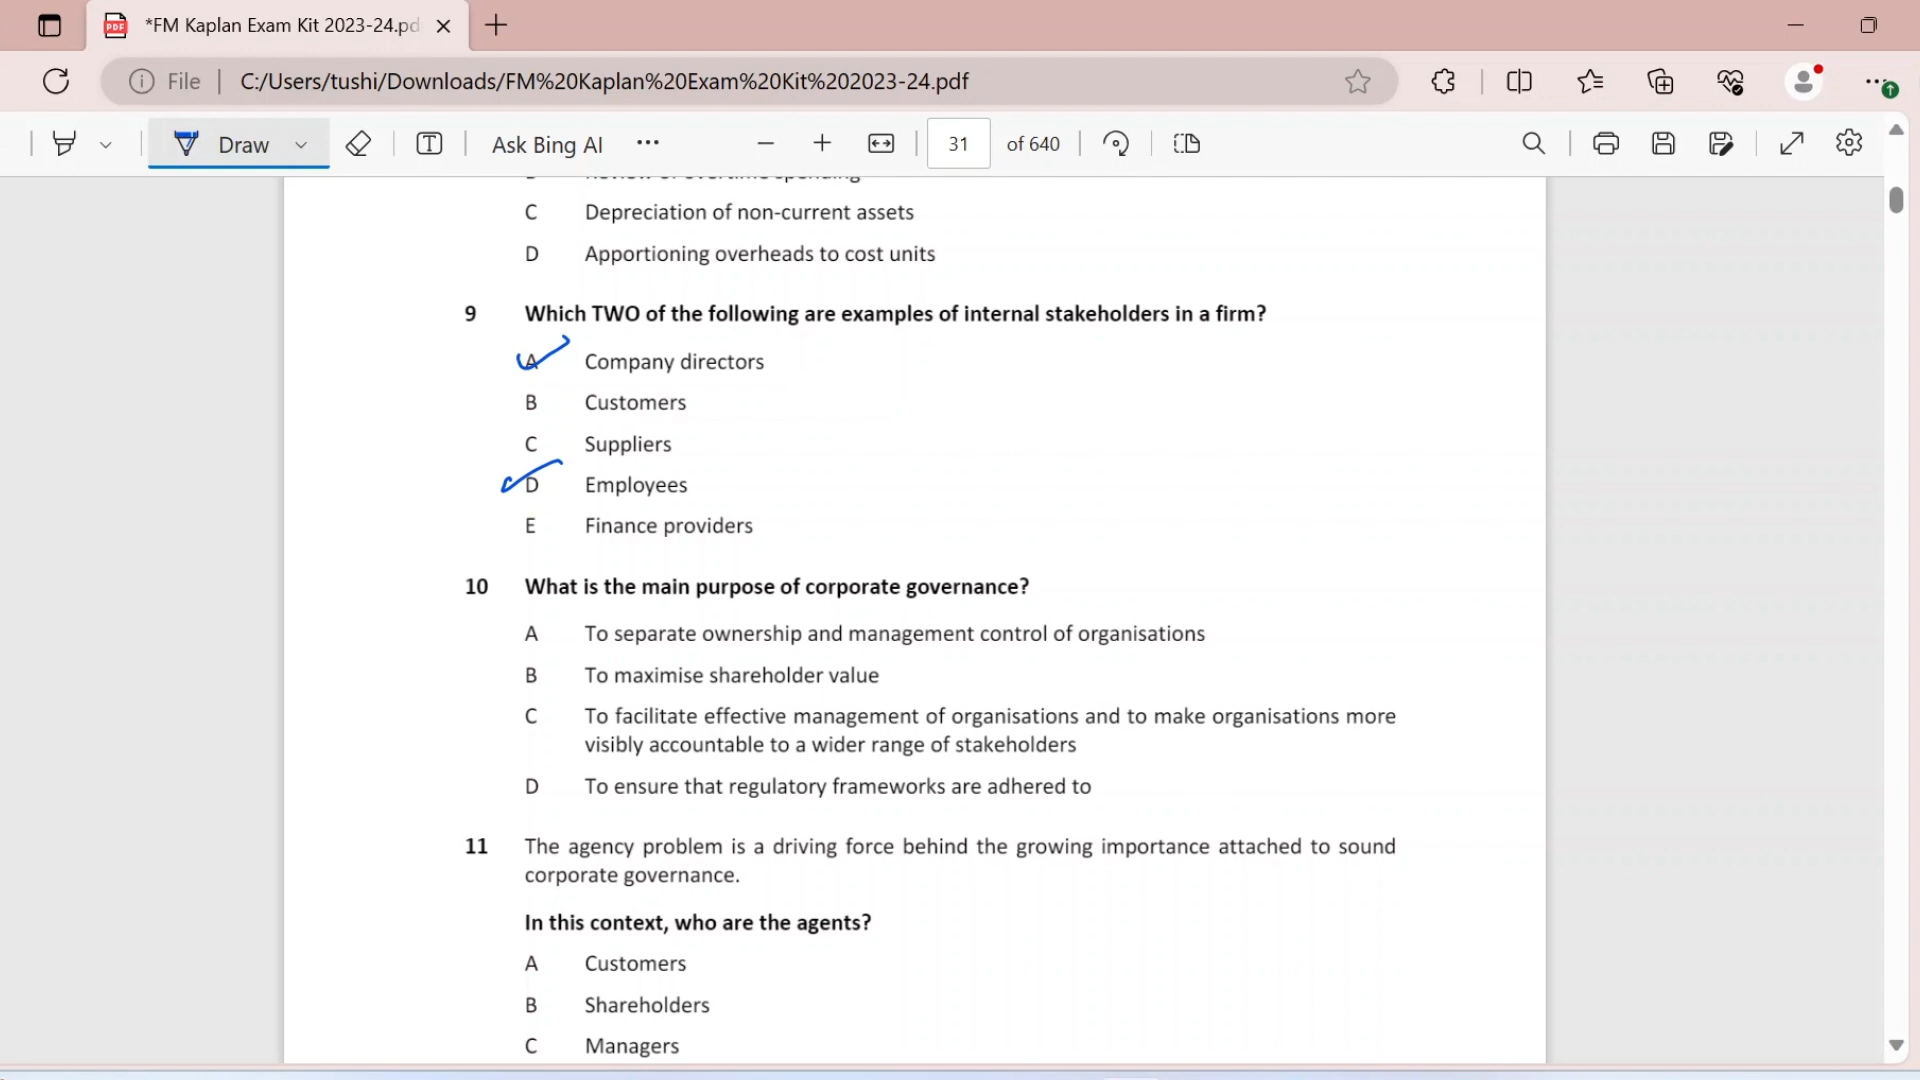 *FM Kaplan Exam Kit 2023-24.pd
File C:/Users/tushi/Downloads/FM%20Kaplan%20Exam%20Kit%202023-24.pdf
Draw Ask Bing AI 31 of 640
C Depreciation of non-current assets
D Apportioning overheads to cost units
9 Which TWO of the following are examples of internal stakeholders in a firm?
A Company directors
B Customers
C Suppliers
D Employees
E Finance providers
10 What is the main purpose of corporate governance?
A To separate ownership and management control of organisations
B To maximise shareholder value
C To facilitate effective management of organisations and to make organisations more
visibly accountable to a wider range of stakeholders
D To ensure that regulatory frameworks are adhered to
11 The agency problem is a driving force behind the growing importance attached to sound
corporate governance.
In this context, who are the agents?
A Customers
B Shareholders
C Managers